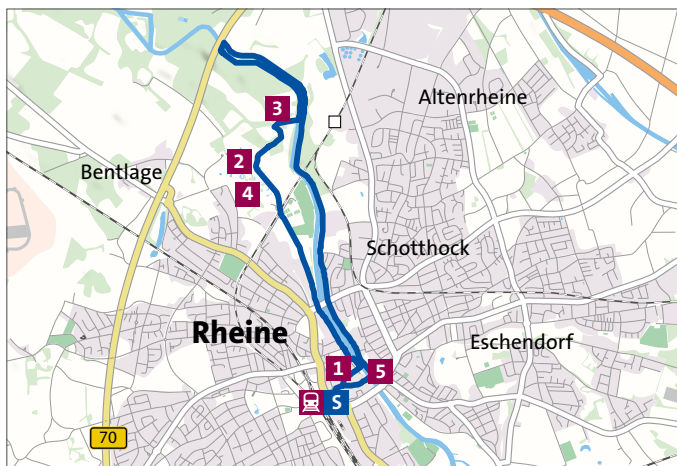 Altenrheine
3
2
Bentlage
4
Schotthock
Rheine
Eschendorf
1
5
S
70